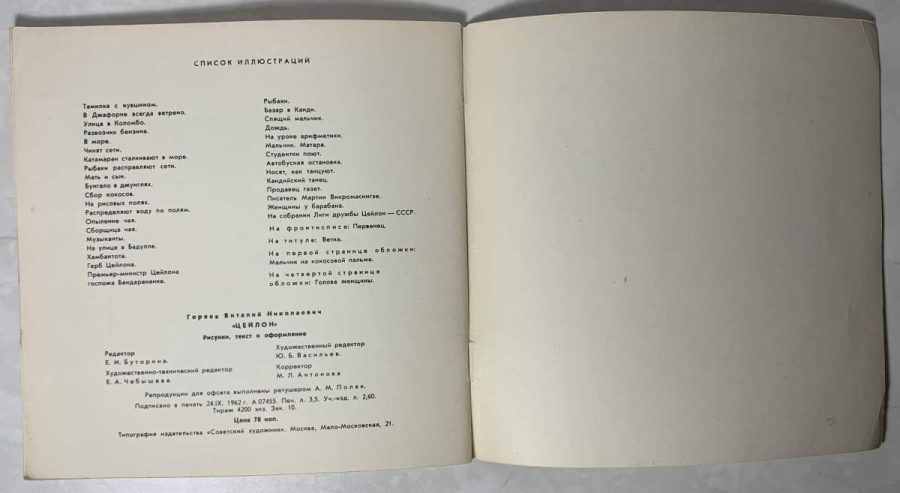 СПИСОК ИЛЛЮСТРАЦИЙ
Тамилка с кувшином.
В Джафорне всегда ветрено.
Улица в Коломбо.
Развозчик бензина.
В море.
Чинят сети.
Катамаран сталкивают в море.
Рыбаки расправляют сети.
Мать и сын.
Бунгало в джунглях.
Сбор кокосов.
На рисовых полях.
Распределяют воду по полям.
Опыление чая.
Сборщица чая.
Музыканты.
На улице в Бадулле.
Хамбантота.
Герб Цейлона.
Премьер-министр Цейлона
госпожа Бандеранаике.
Рыбаки.
Базар в Канди.
Спящий мальчик.
Дождь.
На уроке арифметики.
Мальчик. Матара.
Студентки поют.
Автобусная остановка.
Носят, как танцуют.
Кандийский танец.
Продавец газет.
Писатель Мартин Викромасингве.
Женщины у барабана.
На собрании Лиги дружбы Цейлон — СССР.
На фронтисписе: Первенец.
На титуле: Ветка.
На первой странице обложки:
Мальчик на кокосовой пальме.
На четвертой странице
обложки: Голова женщины.
Горяев Виталий Николаевич
«ЦЕЙЛОН»
Рисунки, текст и оформление
Редактор
Е. И. Буторина.
Художественно-технический редактор
Е. А. Чебышева.
Художественный редактор
Ю. Б. Васильев.
Корректор
М. Л. Антонова
Репродукции для офсета выполнены ретушером А. М. Поляк.
Подписано в печать 24.IX. 1962 г. А 07455. Печ. л. 3,5. Уч.-изд. л. 2,60.
Тираж 4200 экз. Зак. 10.
Цена 78 коп.
Типография издательства «Советский художник». Москва, Мало-Московская, 21.